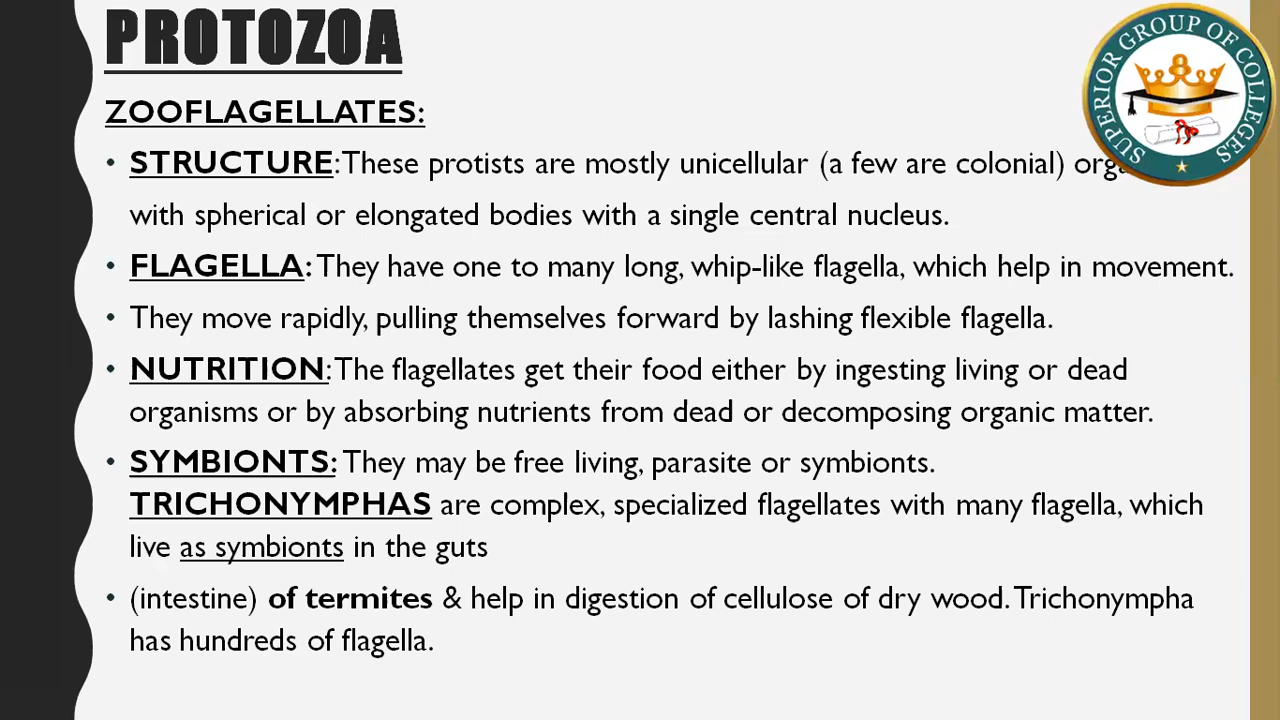 PROTOZOA
SUPERIOR GROUP OF COLLEGES
ZOOFLAGELLATES:
• STRUCTURE: These protists are mostly unicellular (a few are colonial)
with spherical or elongated bodies with a single central nucleus.
• FLAGELLA: They have one to many long, whip-like flagella, which help in movement.
• They move rapidly, pulling themselves forward by lashing flexible flagella.
• NUTRITION: The flagellates get their food either by ingesting living or dead
organisms or by absorbing nutrients from dead or decomposing organic matter.
• SYMBIONTS: They may be free living, parasite or symbionts.
TRICHONYMPHAS are complex, specialized flagellates with many flagella, which
live as symbionts in the guts
• (intestine) of termites & help in digestion of cellulose of dry wood. Trichonympha
has hundreds of flagella.